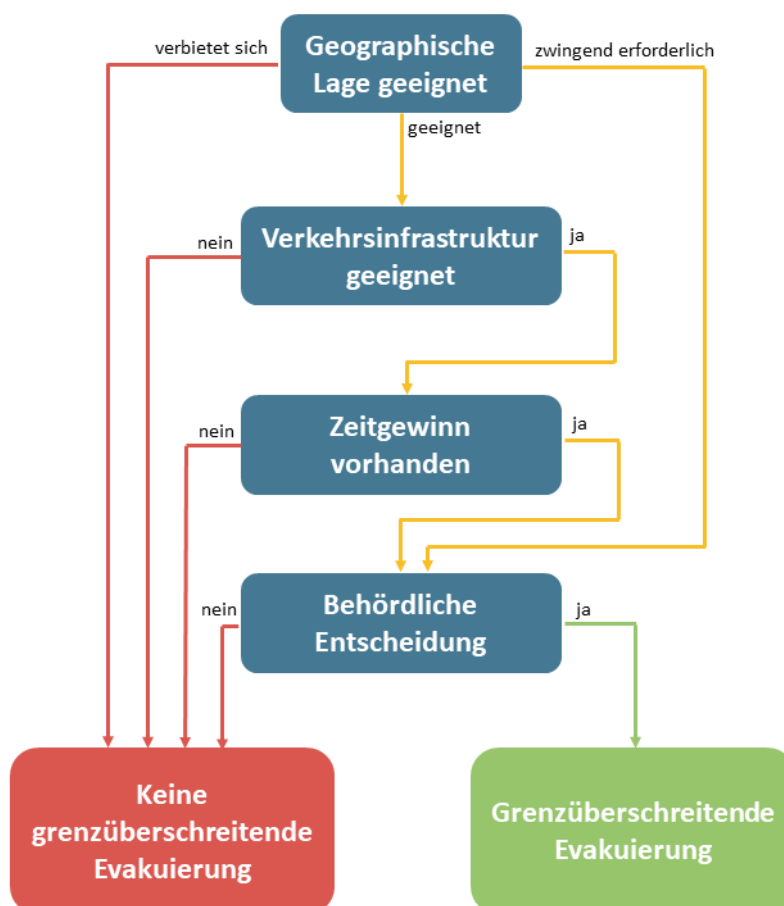 verbietet sich
Geographische
Lage geeignet
zwingend erforderlich
geeignet
nein
Verkehrsinfrastruktur
geeignet
ja
nein
Zeitgewinn
vorhanden
ja
nein
Behördliche
Entscheidung
ja
Keine
grenzüberschreitende
Evakuierung
Grenzüberschreitende
Evakuierung